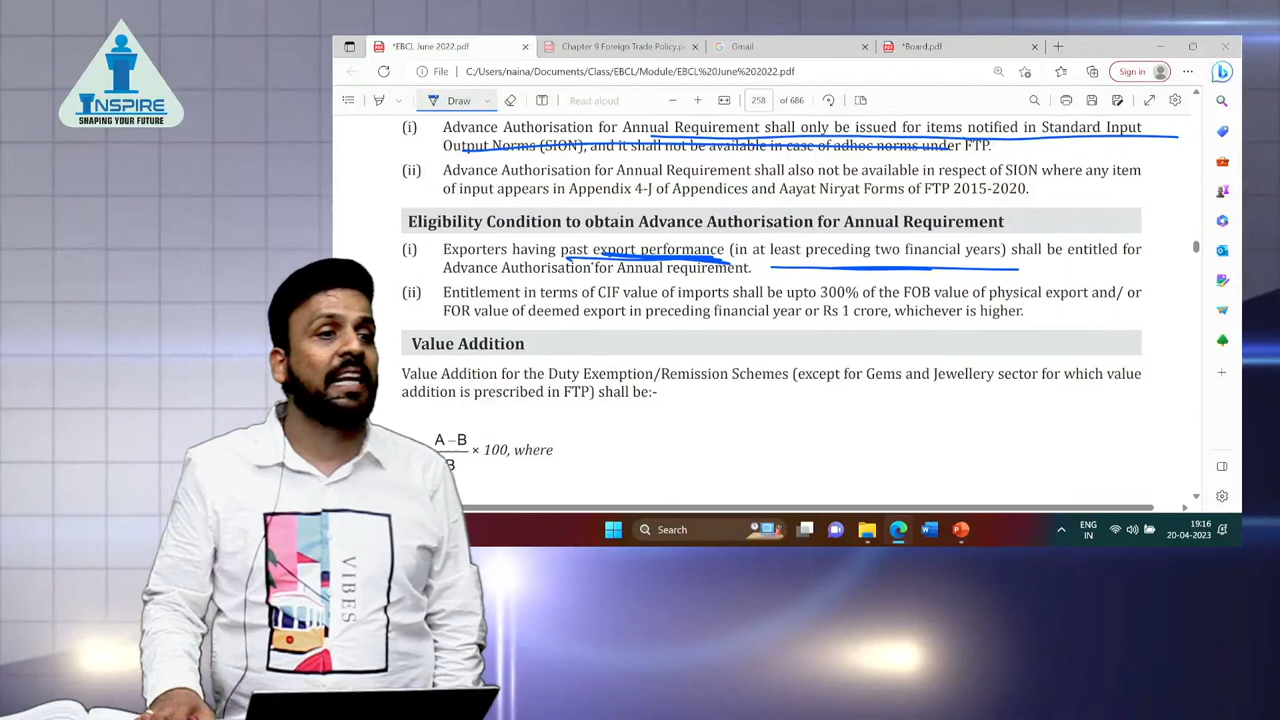 INSPIRE
SHAPING YOUR FUTURE
*EBCL_June 2022.pdf
Chapter 9 Foreign Trade Policy.p
Gmail
*Board.pdf
File
C:/Users/naina/Documents/Class/EBCL/Module/EBCL%20June%202022.pdf
Sign in
Draw
Read aloud
258 of 686
(i) Advance Authorisation for Annual Requirement shall only be issued for items notified in Standard Input
Output Norms (SION), and it shall not be available in case of adhoc norms under FTP.
(ii) Advance Authorisation for Annual Requirement shall also not be available in respect of SION where any item
of input appears in Appendix 4-J of Appendices and Aayat Niryat Forms of FTP 2015-2020.
Eligibility Condition to obtain Advance Authorisation for Annual Requirement
(i) Exporters having past export performance (in at least preceding two financial years) shall be entitled for
Advance Authorisation for Annual requirement.
(ii) Entitlement in terms of CIF value of imports shall be upto 300% of the FOB value of physical export and/ or
FOR value of deemed export in preceding financial year or Rs 1 crore, whichever is higher.
Value Addition
Value Addition for the Duty Exemption/Remission Schemes (except for Gems and Jewellery sector for which value
addition is prescribed in FTP) shall be:-
A –B
× 100, where
B
VIBES
Search
ENG
IN
19:16
20-04-2023